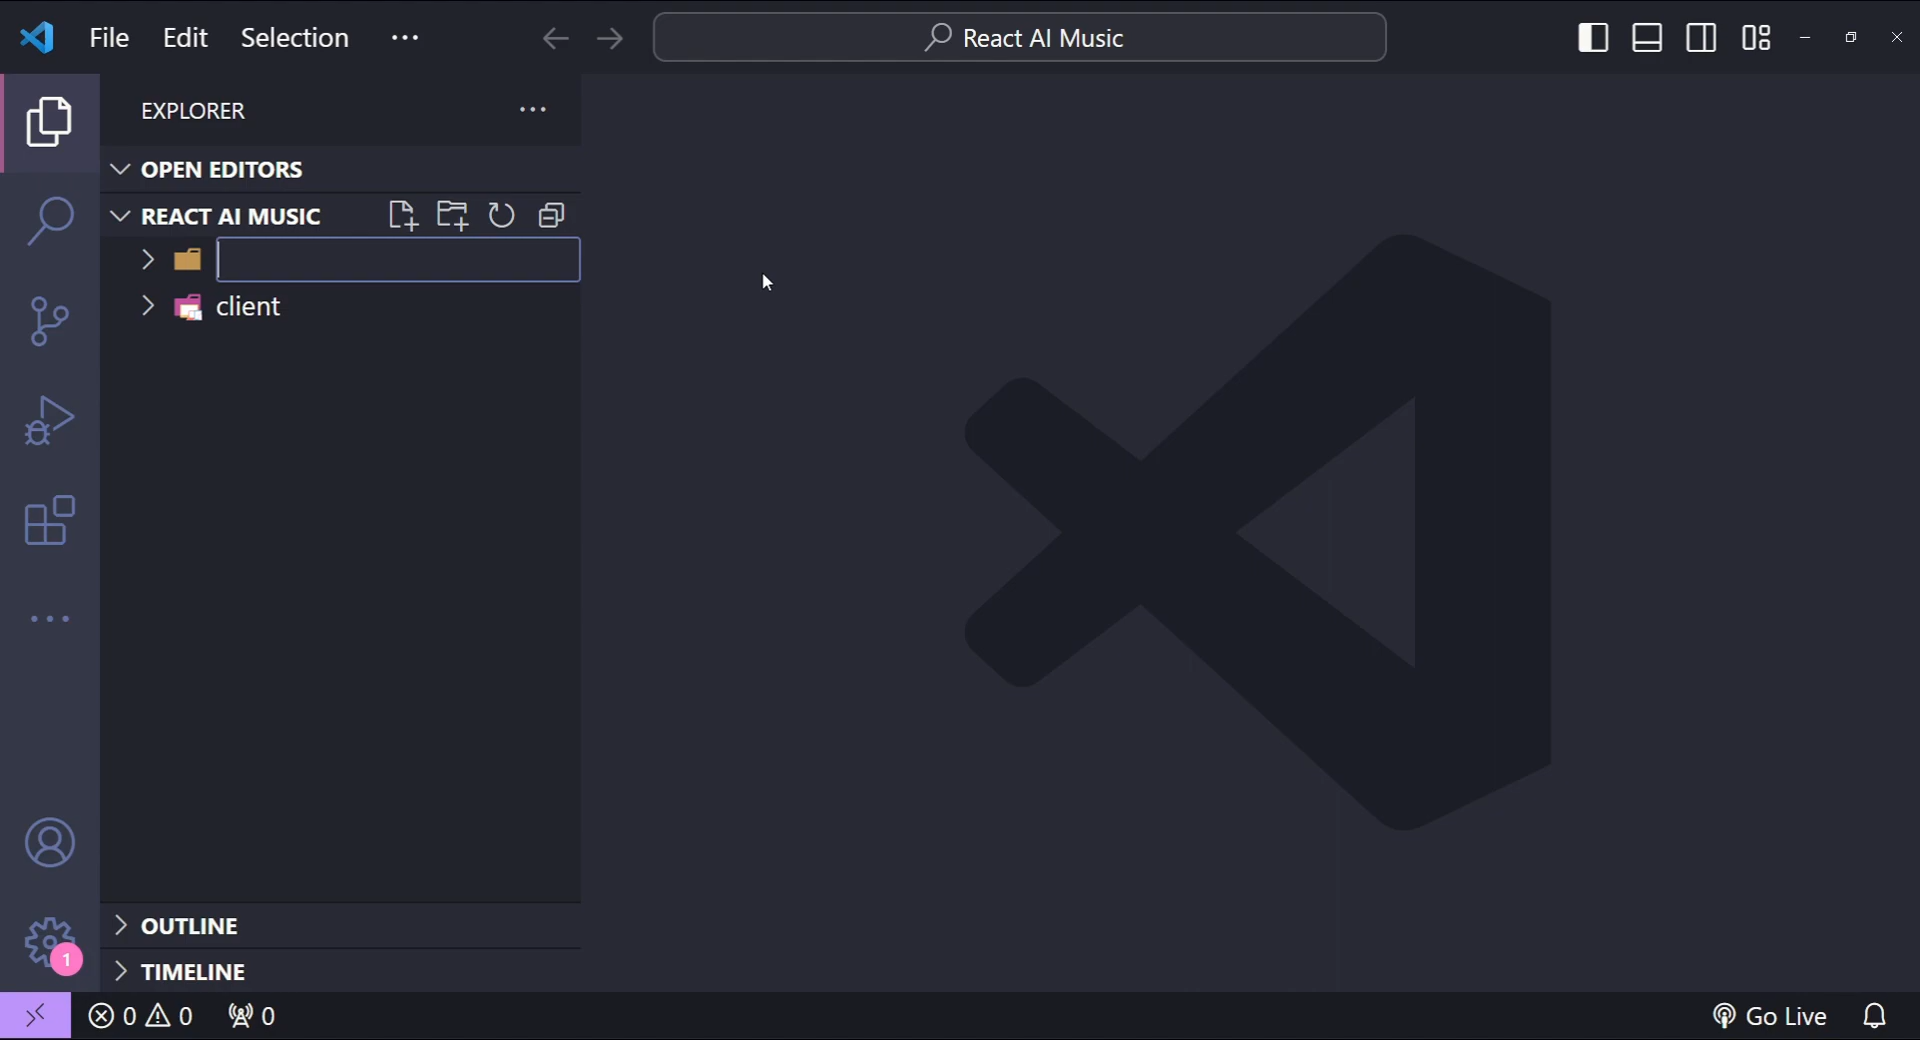 File Edit Selection ···
React AI Music
EXPLORER ···
OPEN EDITORS
REACT AI MUSIC
client
OUTLINE
TIMELINE
1
0 0 0
Go Live